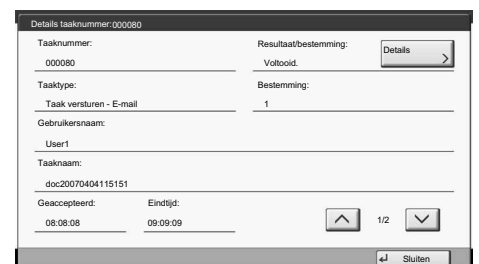 Details taaknummer:000080
Taaknummer: Resultaat/bestemming:
000080 Voltooid. Details
Taaktype: Bestemming:
Taak versturen - E-mail 1
Gebruikersnaam:
User1
Taaknaam:
doc20070404115151
Geaccepteerd: Eindtijd:
08:08:08 09:09:09 1/2
Sluiten